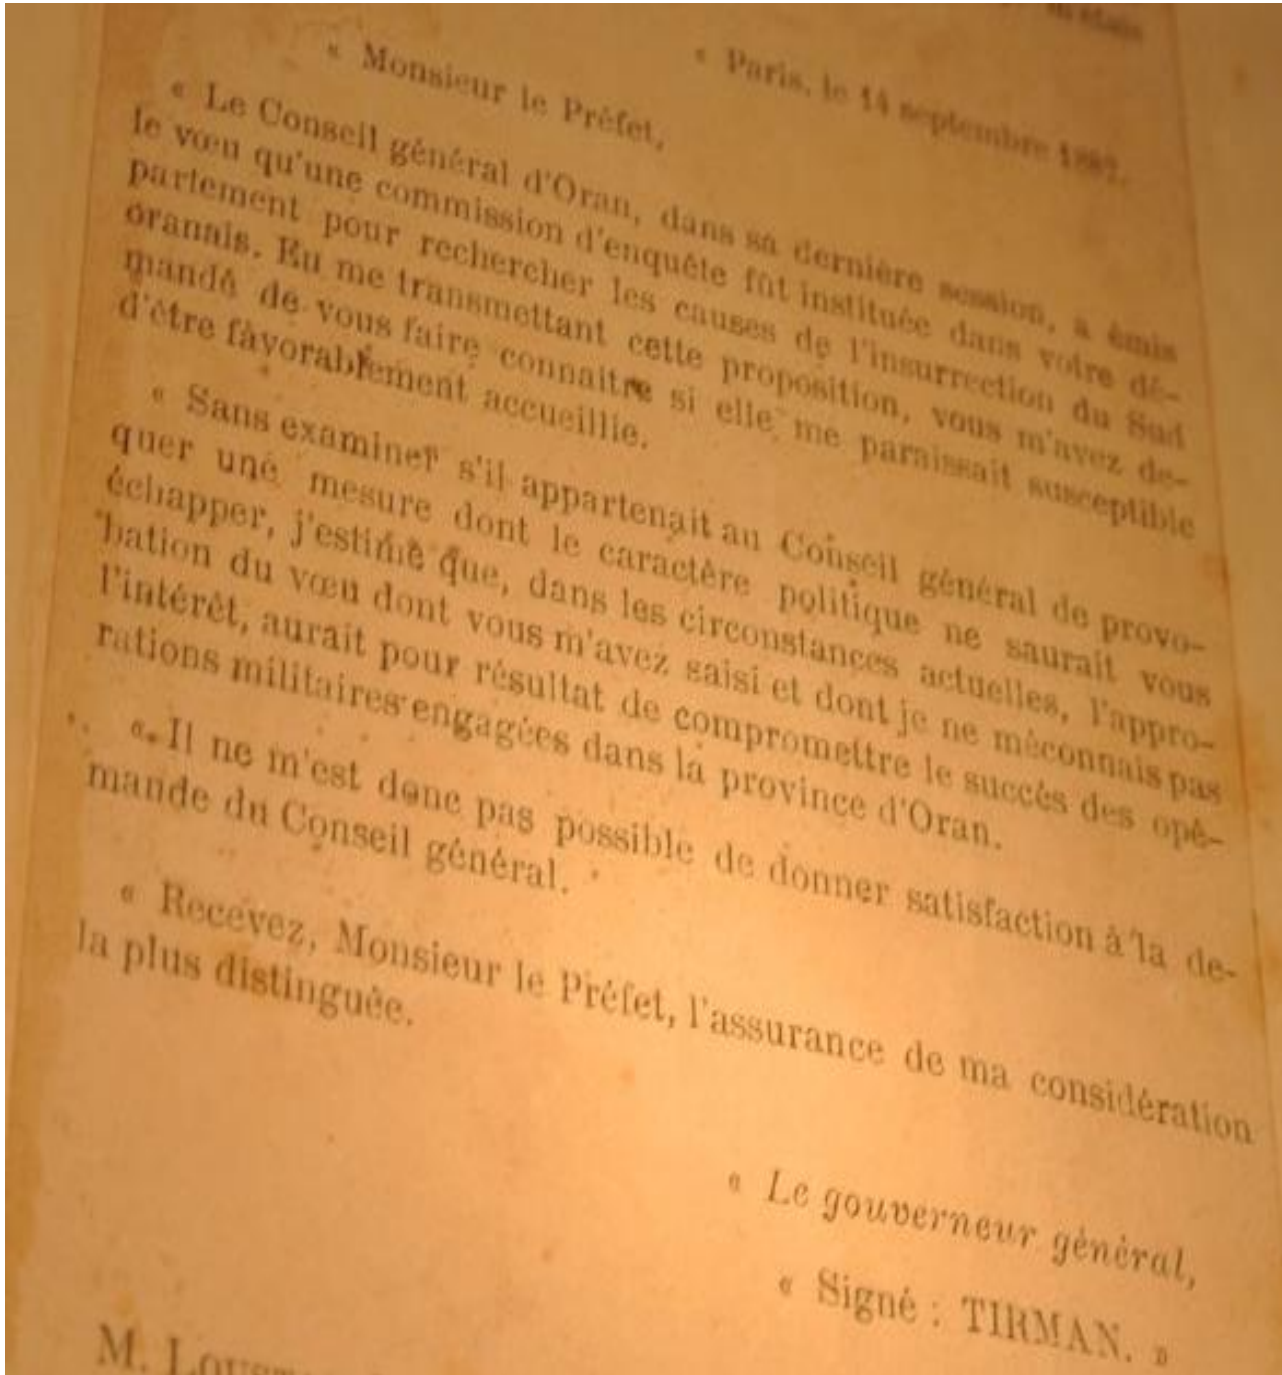 « Paris, le 14 septembre
« Monsieur le Préfet,
« Le Conseil général d'Oran, dans sa dernière session, a émis
le vœu qu'une commission d'enquête fût instituée dans votre dé-
partement pour rechercher les causes de l'insurrection du Sud
oranais. En me transmettant cette proposition, vous m'avez de-
mandé de vous faire connaitre si elle me paraissait susceptible
d'être favorablement accueillie.
« Sans examiner s'il appartenait au Conseil général de provo-
quer une mesure dont le caractère politique ne saurait vous
échapper, j'estime que, dans les circonstances actuelles, l'appro-
bation du vœu dont vous m'avez saisi et dont je ne méconnais pas
l'intérêt, aurait pour résultat de compromettre le succès des opé-
rations militaires engagées dans la province d'Oran.
« Il ne m'est donc pas possible de donner satisfaction à la de-
mande du Conseil général.
« Recevez, Monsieur le Préfet, l'assurance de ma considération
la plus distinguée.
« Le gouverneur général,
« Signé : TIRMAN. »
M.